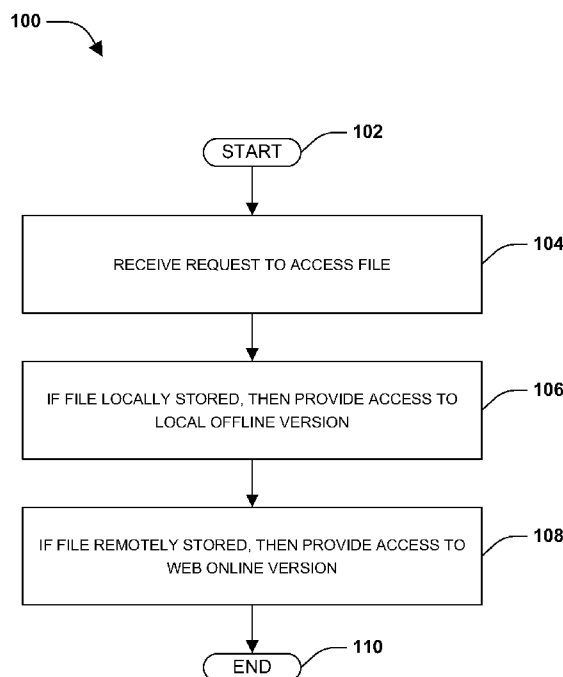 100
102
START
104
RECEIVE REQUEST TO ACCESS FILE
106
IF FILE LOCALLY STORED, THEN PROVIDE ACCESS TO
LOCAL OFFLINE VERSION
108
IF FILE REMOTELY STORED, THEN PROVIDE ACCESS TO
WEB ONLINE VERSION
110
END